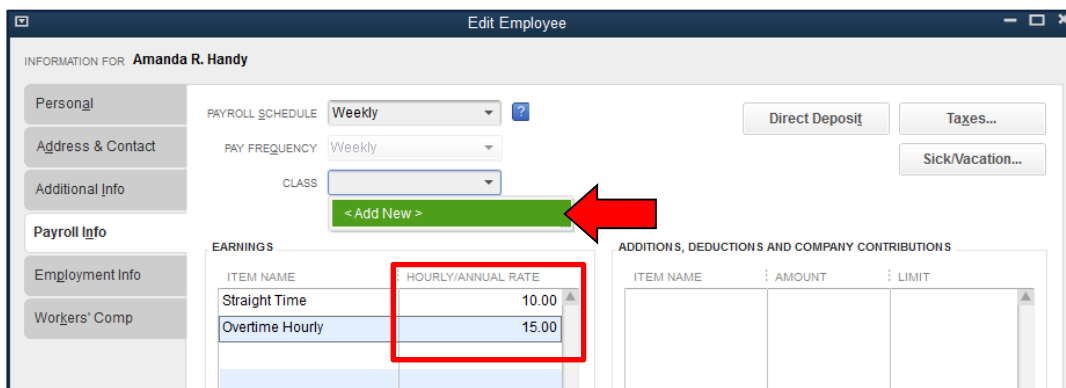 Edit Employee
INFORMATION FOR Amanda R. Handy
Personal
Address & Contact
Additional Info
Payroll Info
Employment Info
Workers' Comp
PAYROLL SCHEDULE Weekly ?
PAY FREQUENCY Weekly
CLASS
< Add New >
Direct Deposit Taxes...
Sick/Vacation...
EARNINGS
ITEM NAME HOURLY/ANNUAL RATE
Straight Time 10.00
Overtime Hourly 15.00
ADDITIONS, DEDUCTIONS AND COMPANY CONTRIBUTIONS
ITEM NAME AMOUNT LIMIT